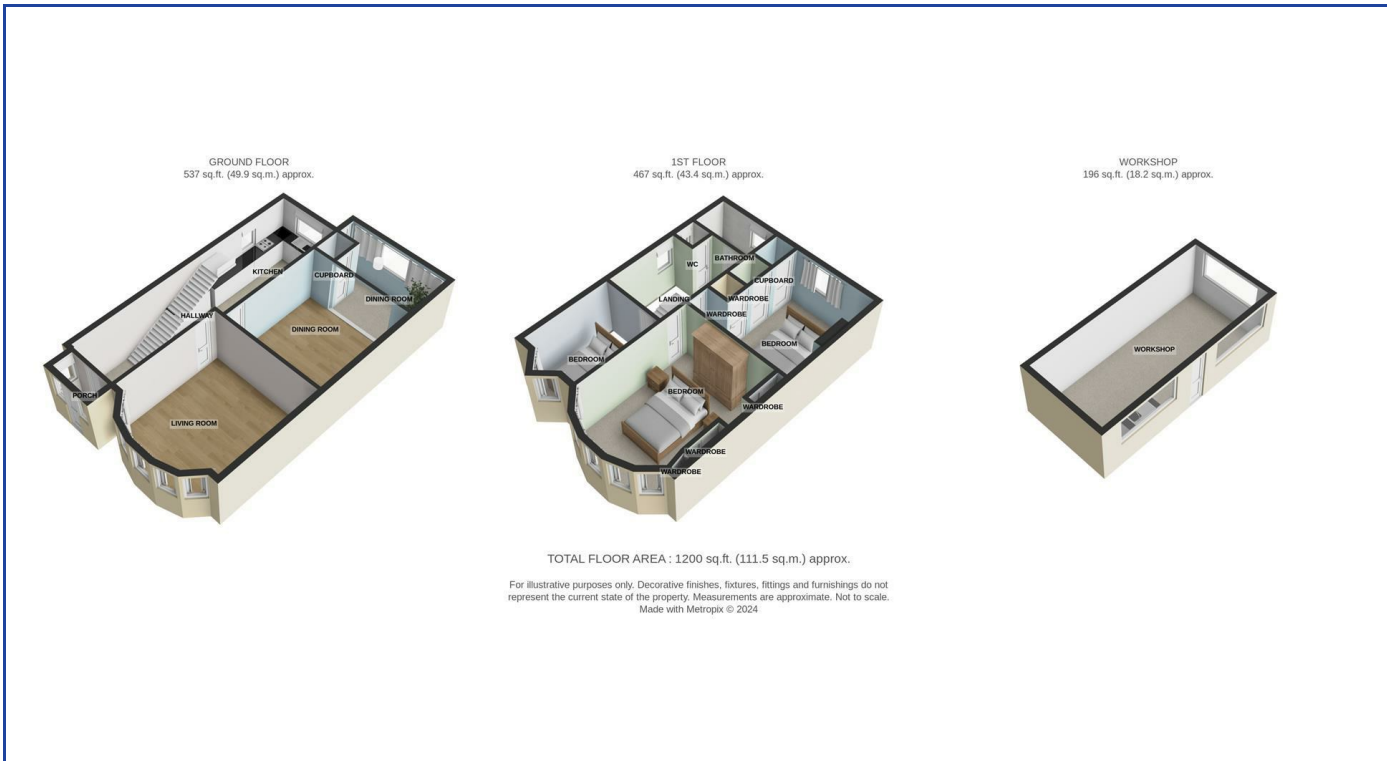 GROUND FLOOR
537 sq.ft. (49.9 sq.m.) approx.
KITCHEN
CUPBOARD
DINING ROOM
HALLWAY
DINING ROOM
PORCH
LIVING ROOM
1ST FLOOR
467 sq.ft. (43.4 sq.m.) approx.
WC
BATHROOM
CUPBOARD
LANDING
WARDROBE
WARDROBE
BEDROOM
BEDROOM
BEDROOM
WARDROBE
WARDROBE
WARDROBE
WORKSHOP
196 sq.ft. (18.2 sq.m.) approx.
WORKSHOP
TOTAL FLOOR AREA : 1200 sq.ft. (111.5 sq.m.) approx.
For illustrative purposes only. Decorative finishes, fixtures, fittings and furnishings do not
represent the current state of the property. Measurements are approximate. Not to scale.
Made with Metropix © 2024